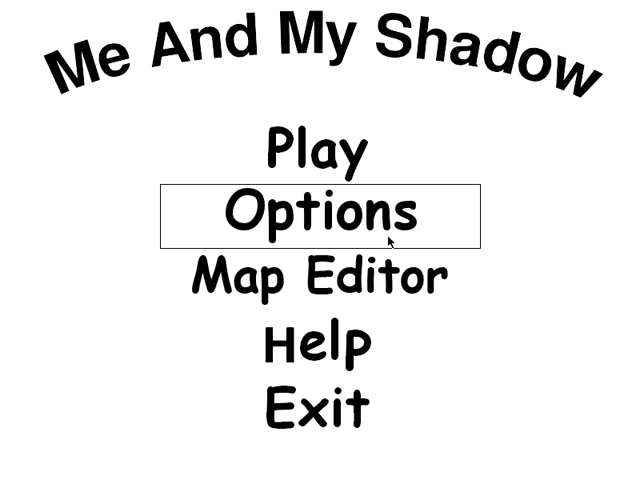 Me And My Shadow
Play
Options
Map Editor
Help
Exit